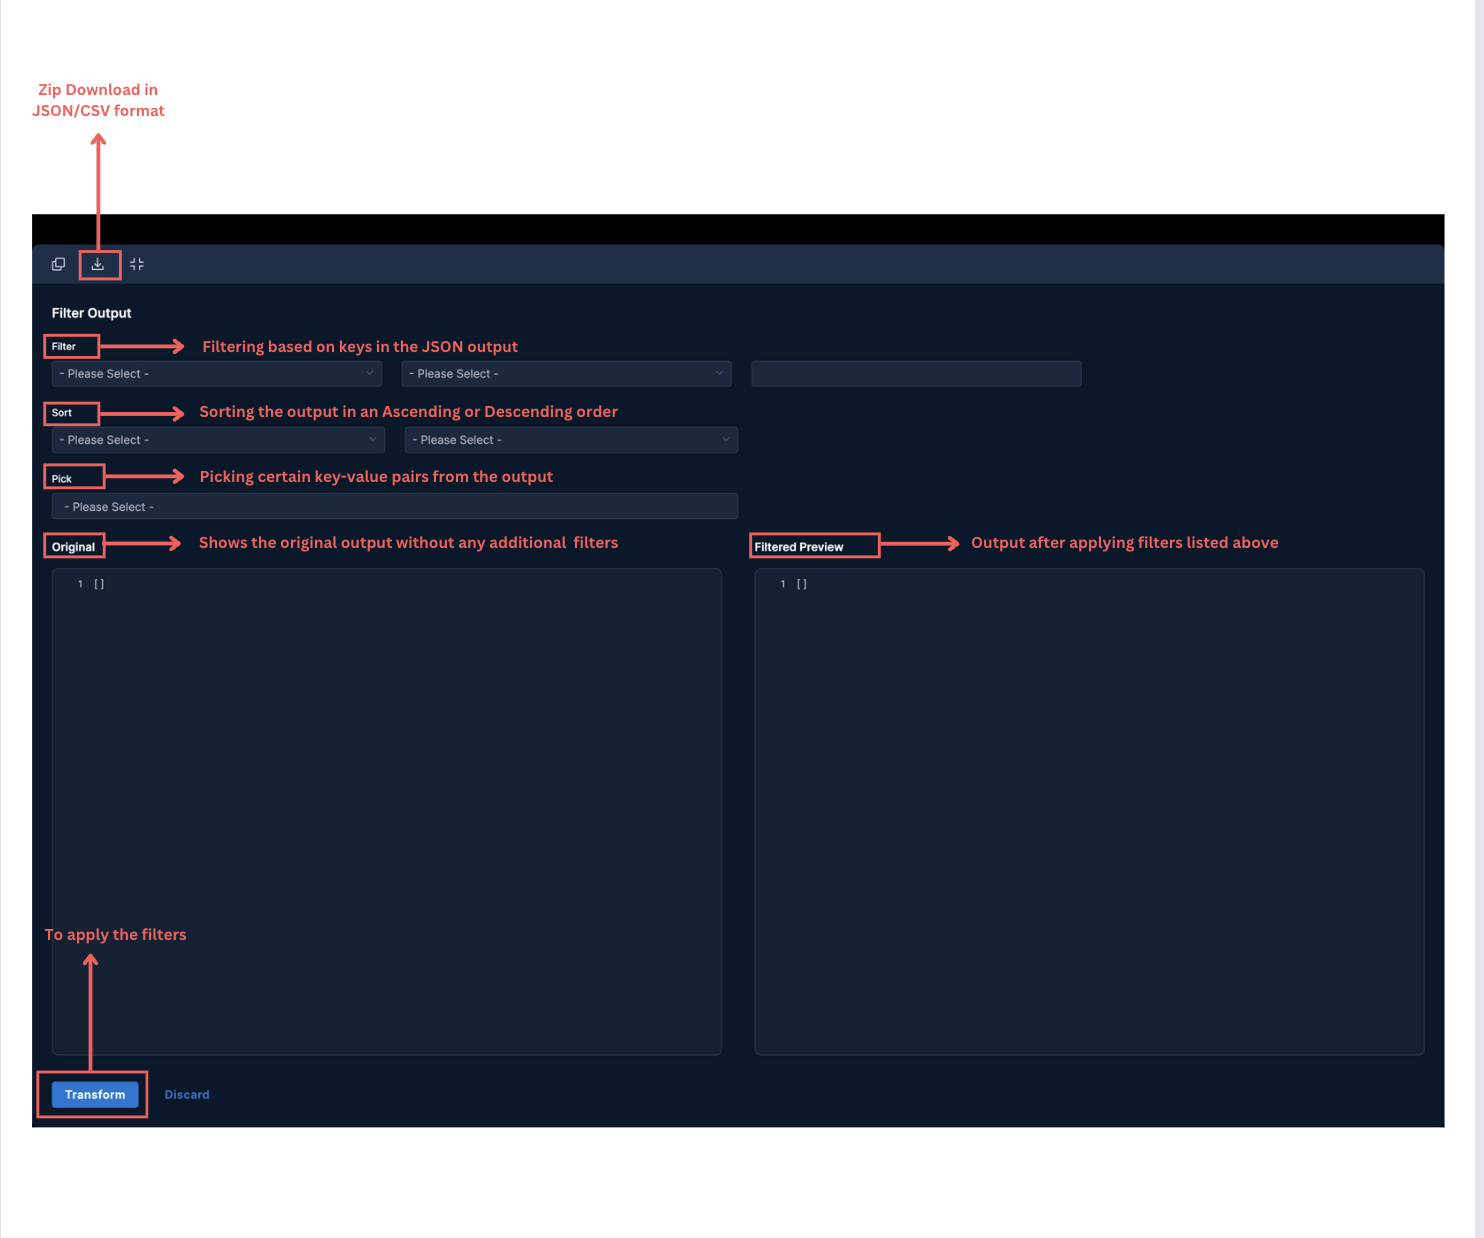 Zip Download in
JSON/CSV format
Filter Output
Filter
Filtering based on keys in the JSON output
- Please Select -
- Please Select -
Sort
Sorting the output in an Ascending or Descending order
- Please Select -
- Please Select -
Pick
Picking certain key-value pairs from the output
- Please Select -
Original
Shows the original output without any additional filters
Filtered Preview
Output after applying filters listed above
1 []
1 []
To apply the filters
Transform
Discard